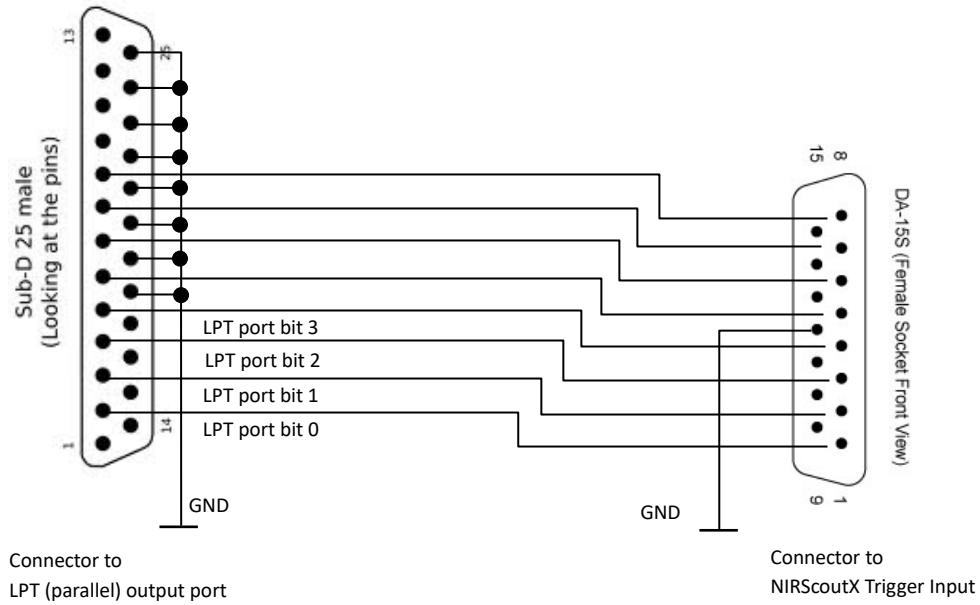 13
25
Sub-D 25 male
(Looking at the pins)
1
14
LPT port bit 3
LPT port bit 2
LPT port bit 1
LPT port bit 0
GND
Connector to
LPT (parallel) output port
15
8
DA-15S (Female Socket Front View)
9
1
GND
Connector to
NIRScoutX Trigger Input